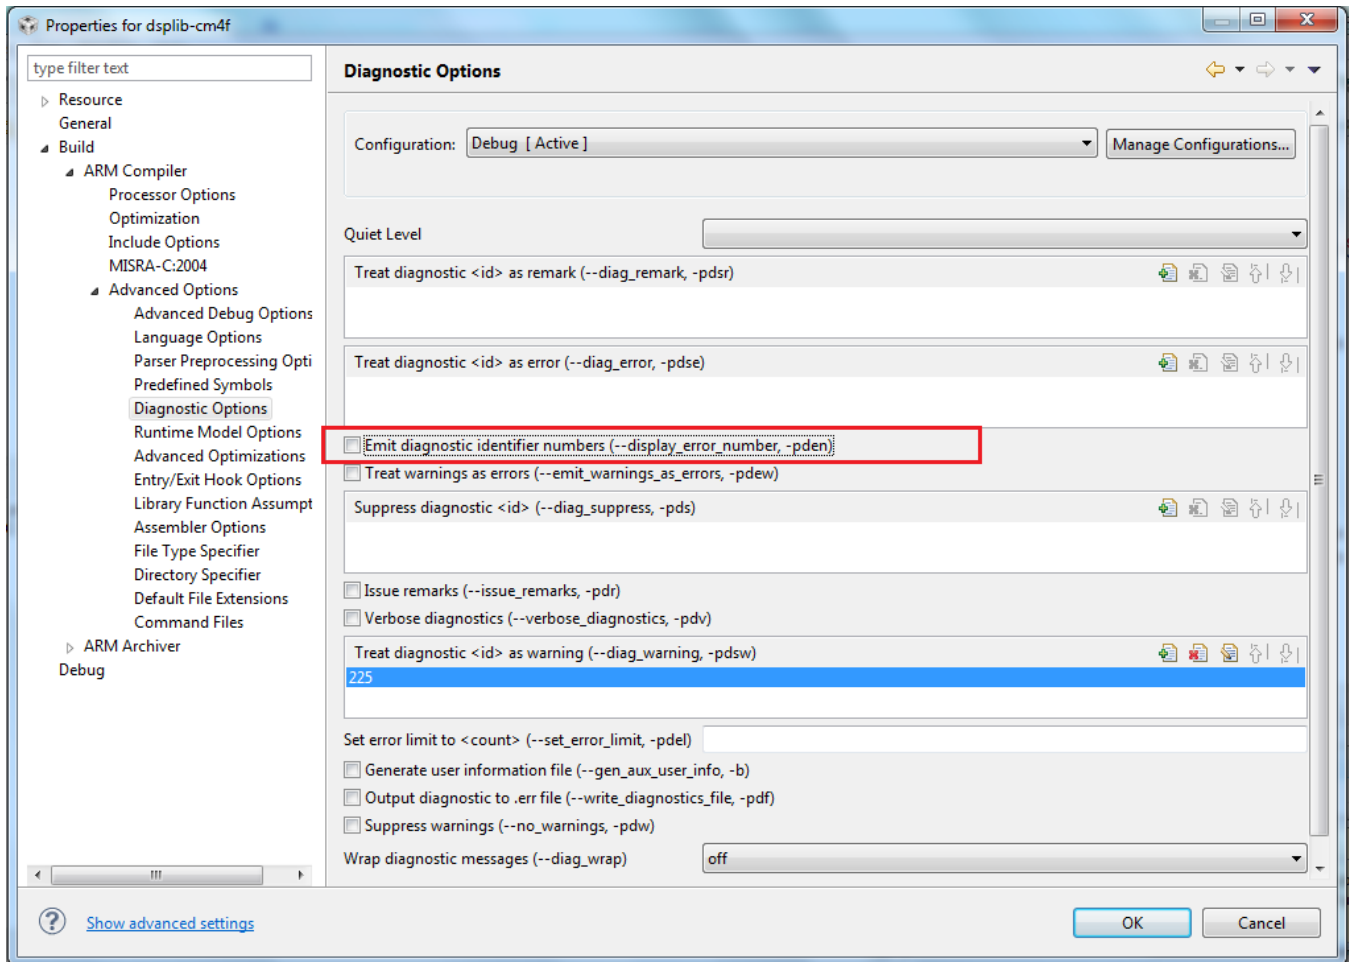 Properties for dsplib-cm4f
type filter text
Resource
General
Build
ARM Compiler
Processor Options
Optimization
Include Options
MISRA-C:2004
Advanced Options
Advanced Debug Options
Language Options
Parser Preprocessing Opti
Predefined Symbols
Diagnostic Options
Runtime Model Options
Advanced Optimizations
Entry/Exit Hook Options
Library Function Assumpt
Assembler Options
File Type Specifier
Directory Specifier
Default File Extensions
Command Files
ARM Archiver
Debug
Diagnostic Options
Configuration: Debug [ Active ] Manage Configurations...
Quiet Level
Treat diagnostic <id> as remark (--diag_remark, -pdsr)
Treat diagnostic <id> as error (--diag_error, -pdse)
Emit diagnostic identifier numbers (--display_error_number, -pden)
Treat warnings as errors (--emit_warnings_as_errors, -pdew)
Suppress diagnostic <id> (--diag_suppress, -pds)
Issue remarks (--issue_remarks, -pdr)
Verbose diagnostics (--verbose_diagnostics, -pdv)
Treat diagnostic <id> as warning (--diag_warning, -pdsw)
225
Set error limit to <count> (--set_error_limit, -pdel)
Generate user information file (--gen_aux_user_info, -b)
Output diagnostic to .err file (--write_diagnostics_file, -pdf)
Suppress warnings (--no_warnings, -pdw)
Wrap diagnostic messages (--diag_wrap) off
Show advanced settings
OK Cancel